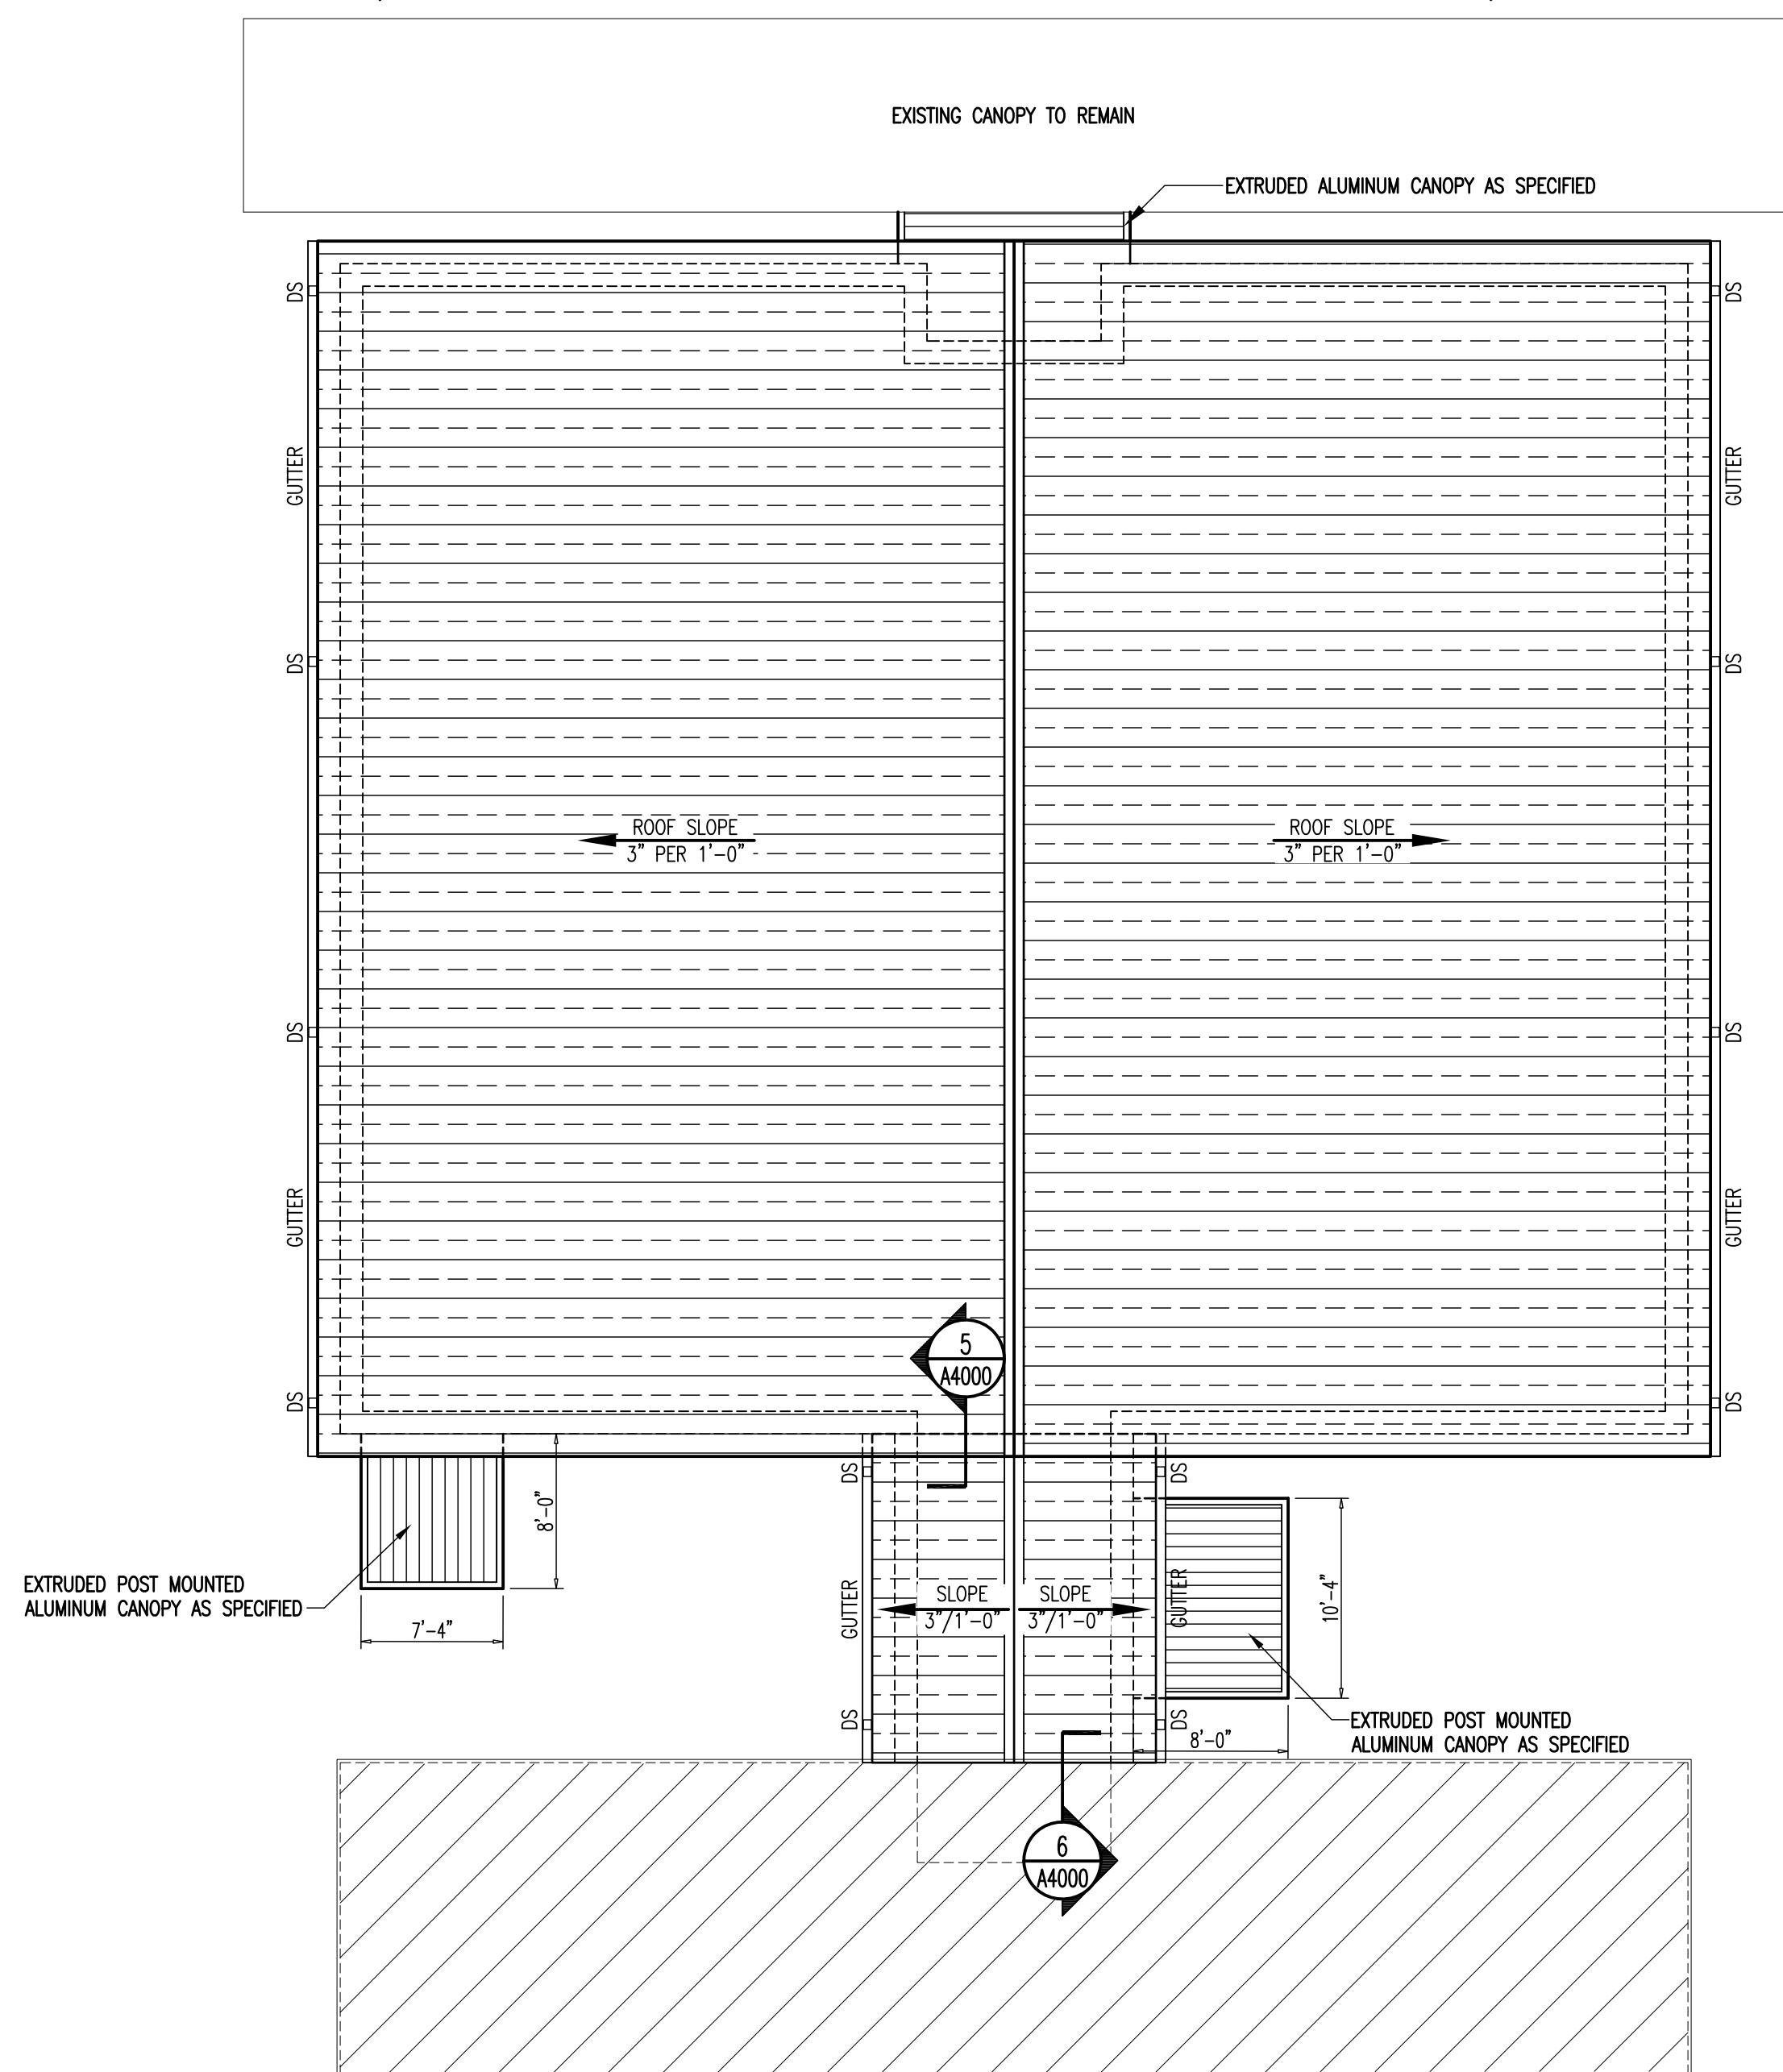 EXISTING CANOPY TO REMAIN
EXTRUDED ALUMINUM CANOPY AS SPECIFIED
DS
DS
GUTTER
GUTTER
DS
DS
ROOF SLOPE
3" PER 1'-0"
ROOF SLOPE
3" PER 1'-0"
DS
DS
GUTTER
GUTTER
5
A4000
DS
DS
DS
DS
8'-0"
EXTRUDED POST MOUNTED
ALUMINUM CANOPY AS SPECIFIED
7'-4"
GUTTER
SLOPE
3"/1'-0"
SLOPE
3"/1'-0"
GUTTER
10'-4"
DS
DS
8'-0"
EXTRUDED POST MOUNTED
ALUMINUM CANOPY AS SPECIFIED
6
A4000